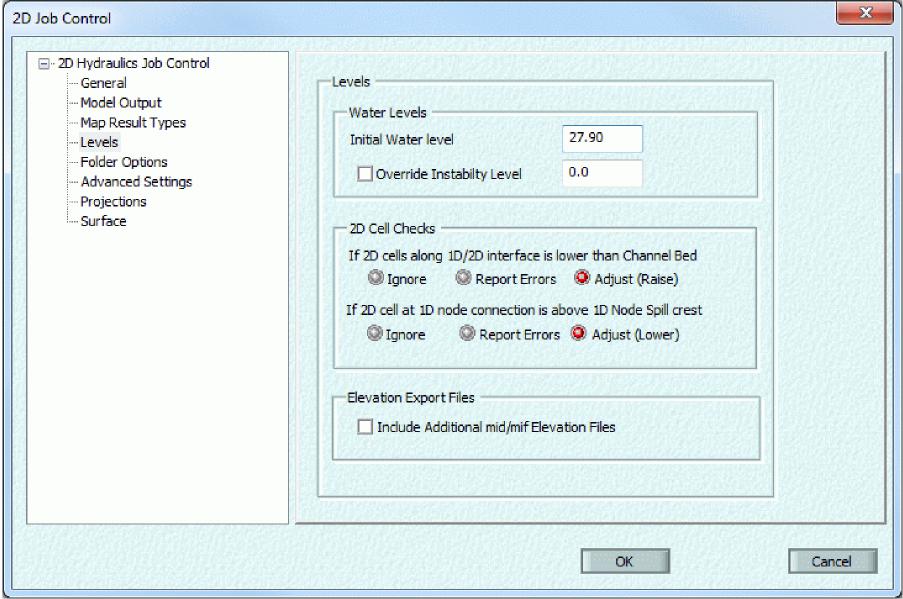 2D Job Control
2D Hydraulics Job Control
General
Model Output
Map Result Types
Levels
Folder Options
Advanced Settings
Projections
Surface
Levels
Water Levels
Initial Water level 27.90
Override Instabilty Level 0.0
2D Cell Checks
If 2D cells along 1D/2D interface is lower than Channel Bed
Ignore Report Errors Adjust (Raise)
If 2D cell at 1D node connection is above 1D Node Spill crest
Ignore Report Errors Adjust (Lower)
Elevation Export Files
Include Additional mid/mif Elevation Files
OK Cancel